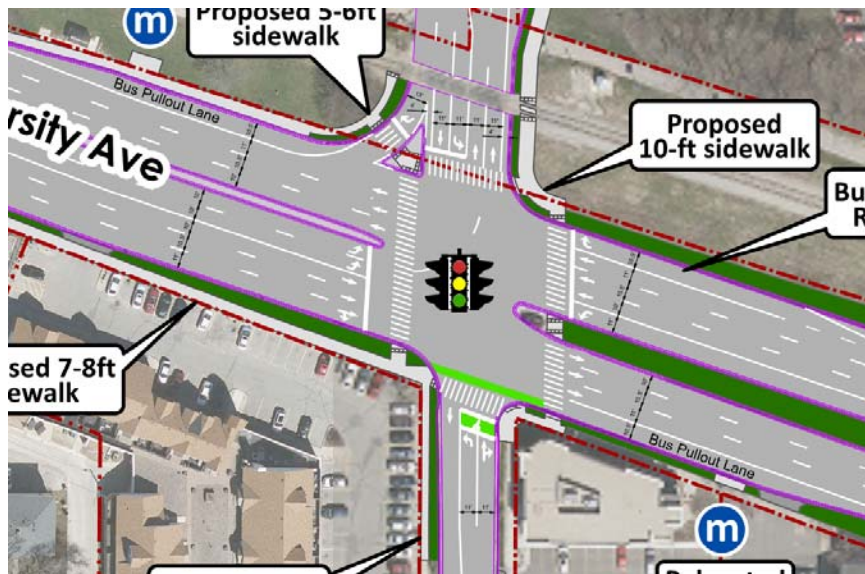 m
Proposed 5-6ft
sidewalk
Bus Pullout Lane
rsity Ave
Proposed
10-ft sidewalk
Bu
R
sed 7-8ft
ewalk
Bus Pullout Lane
m